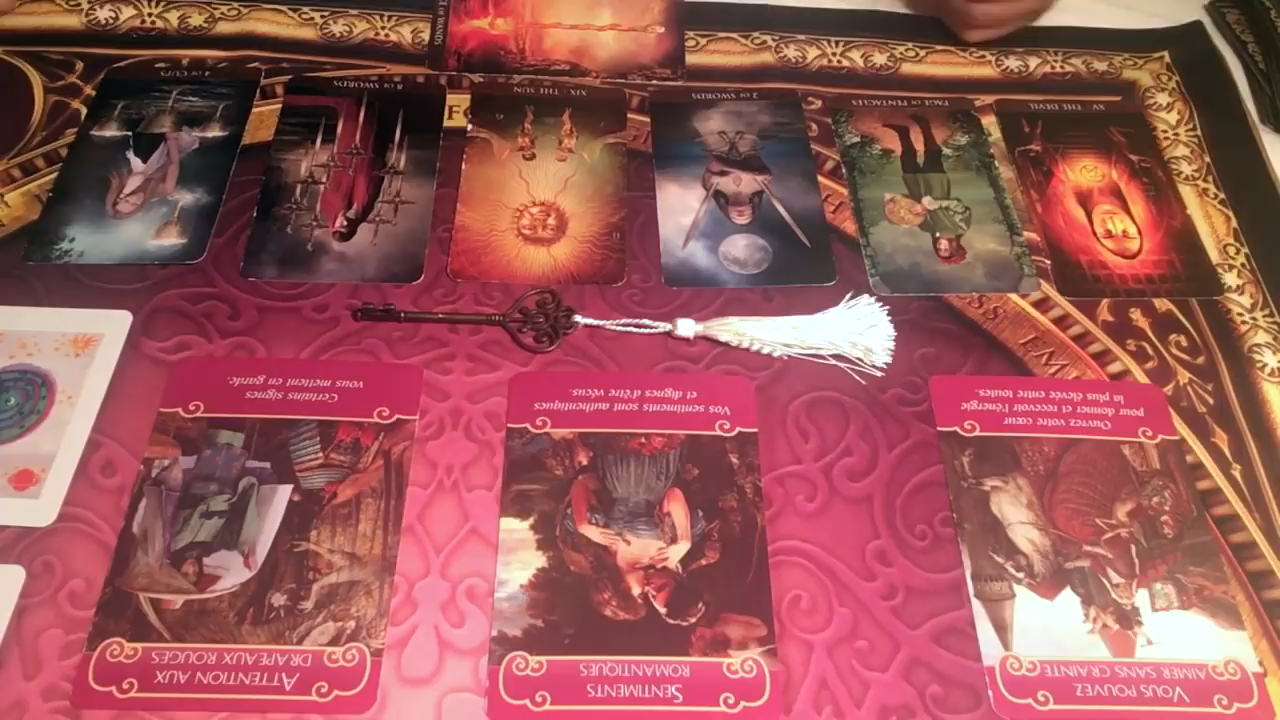 4 OF CUPS
8 OF SWORDS
XIX. THE SUN
2 OF SWORDS
PAGE OF PENTACLES
XV. THE DEVIL
OF WANDS
Certains signes
vous mettent en garde.
ATTENTION AUX
DRAPEAUX ROUGES
Vos sentiments sont authentiques
et dignes d'être vécus.
SENTIMENTS
ROMANTIQUES
Ouvrez votre cœur
pour donner et recevoir l'énergie
la plus élevée entre toutes.
VOUS POUVEZ
AIMER SANS CRAINTE